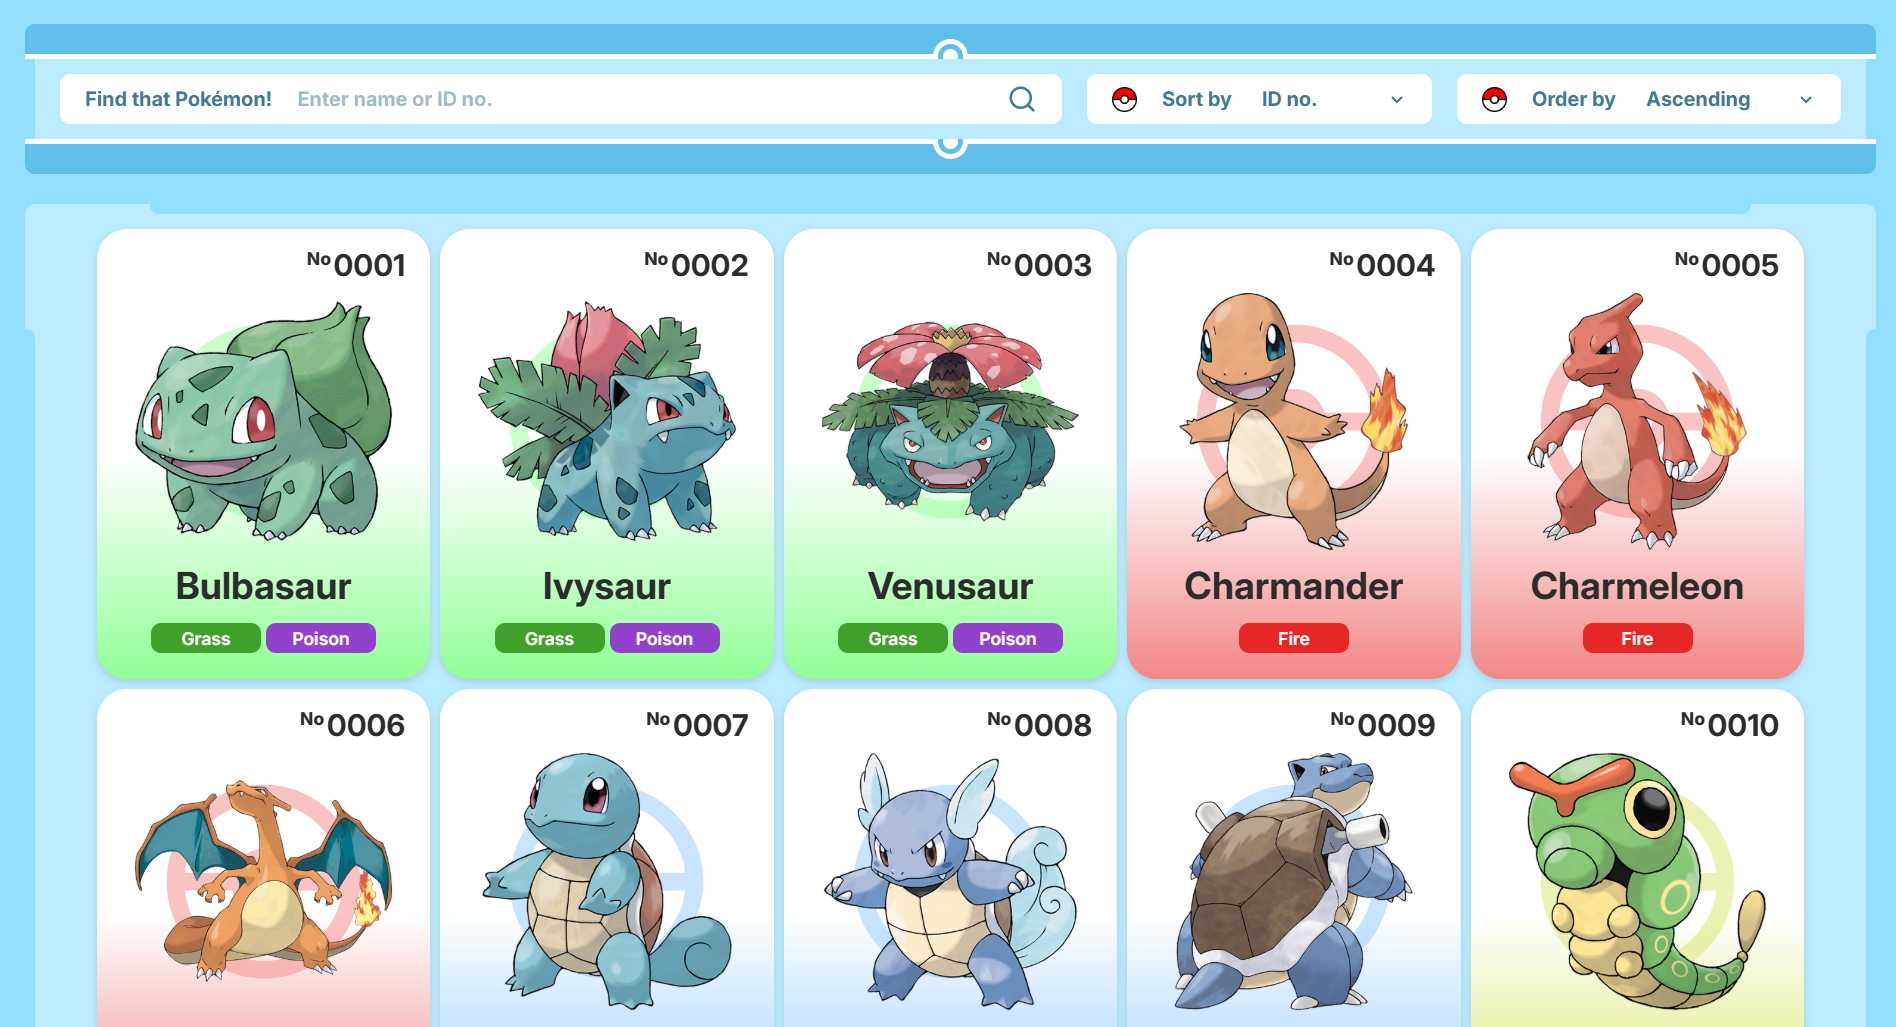 Find that Pokémon! Enter name or ID no. Sort by ID no. Order by Ascending
No 0001 No 0002 No 0003 No 0004 No 0005
Bulbasaur Ivysaur Venusaur Charmander Charmeleon
Grass Poison Grass Poison Grass Poison Fire Fire
No 0006 No 0007 No 0008 No 0009 No 0010